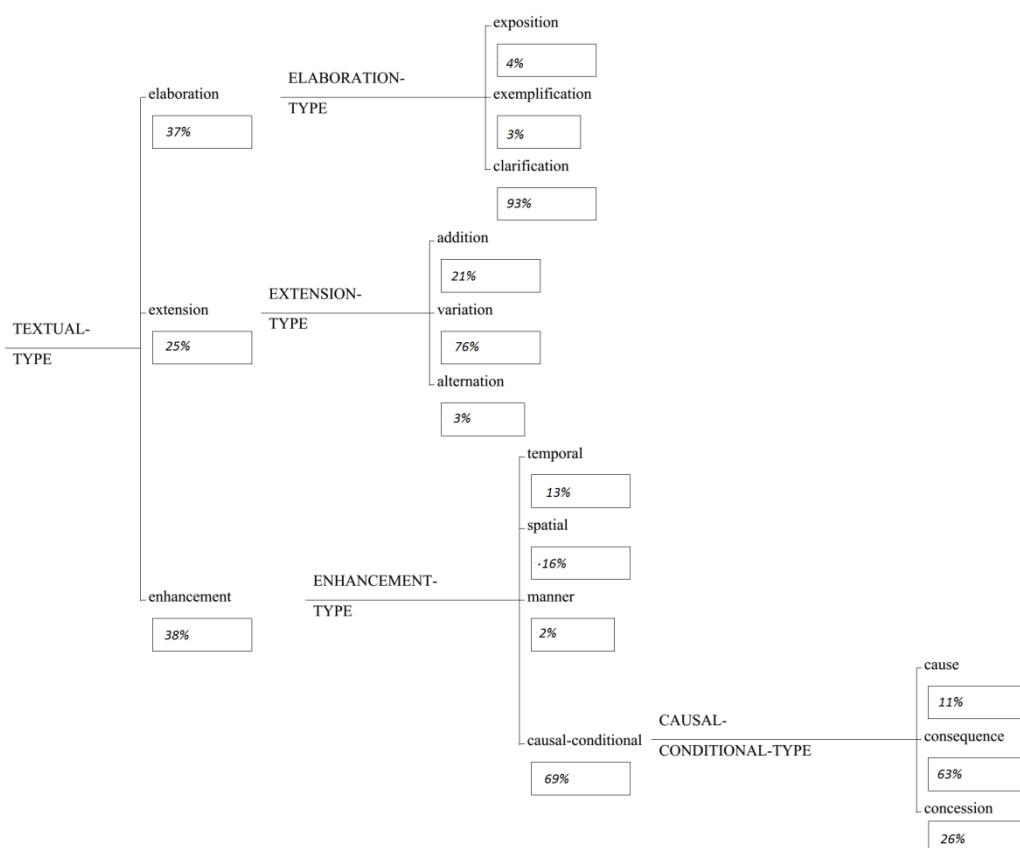 exposition
4%
ELABORATION-
TYPE
elaboration
37%
exemplification
3%
clarification
93%
addition
21%
EXTENSION-
TYPE
extension
25%
variation
76%
TEXTUAL-
TYPE
alternation
3%
temporal
13%
spatial
·16%
ENHANCEMENT-
TYPE
enhancement
38%
manner
2%
cause
11%
CAUSAL-
CONDITIONAL-TYPE
causal-conditional
69%
consequence
63%
concession
26%